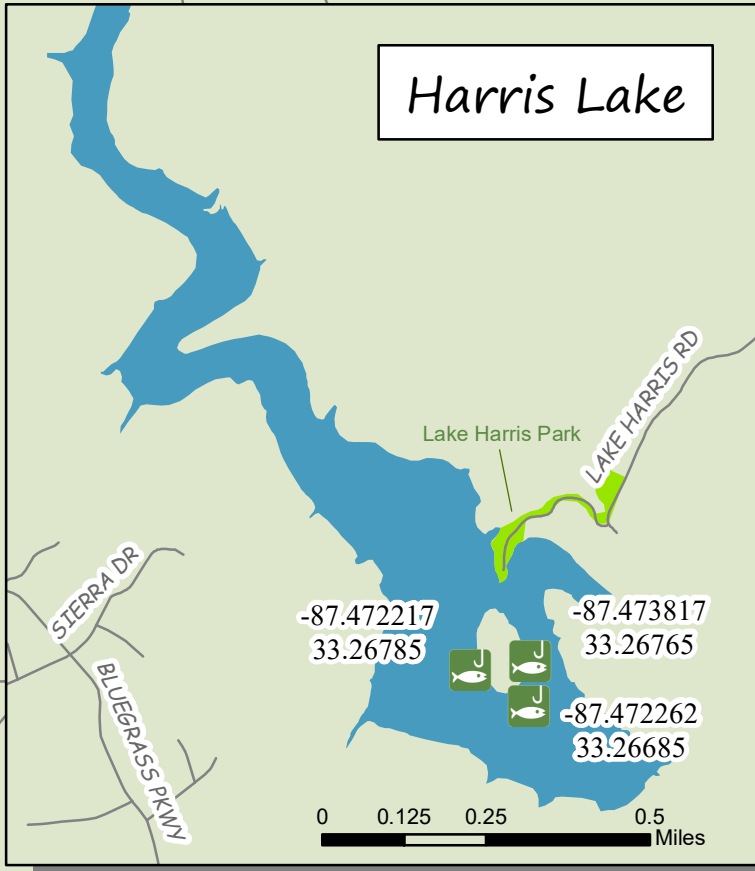 Harris Lake
LAKE HARRIS RD
Lake Harris Park
SIERRA DR
-87.472217
33.26785
-87.473817
33.26765
BLUEGRASS PKWY
-87.472262
33.26685
0 0.125 0.25 0.5
Miles